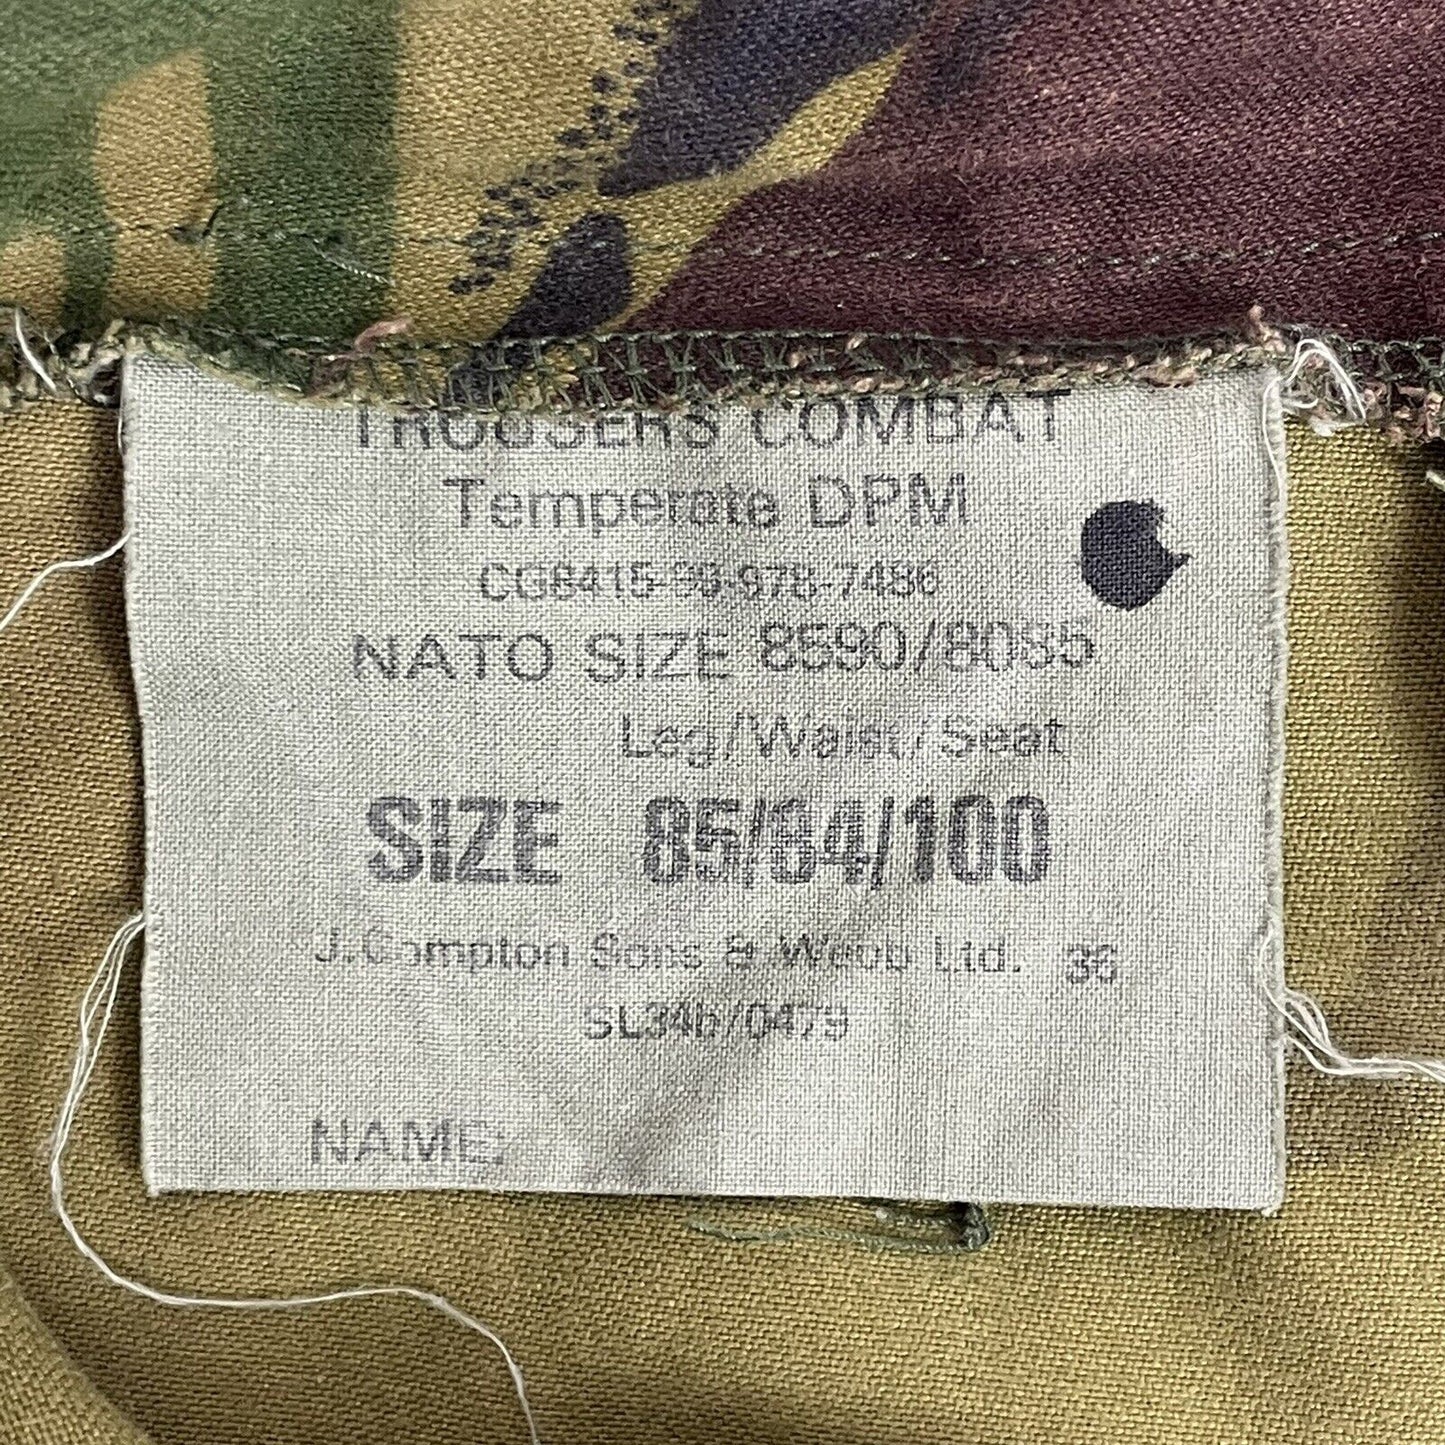 TROUSERS COMBAT
Temperate DPM
CG8415-99-978-7486
NATO SIZE 8590/8085
Leg/Waist/Seat
SIZE 85/84/100
J.Compton Sons & Webb Ltd. 36
SL34b/0479
NAME: